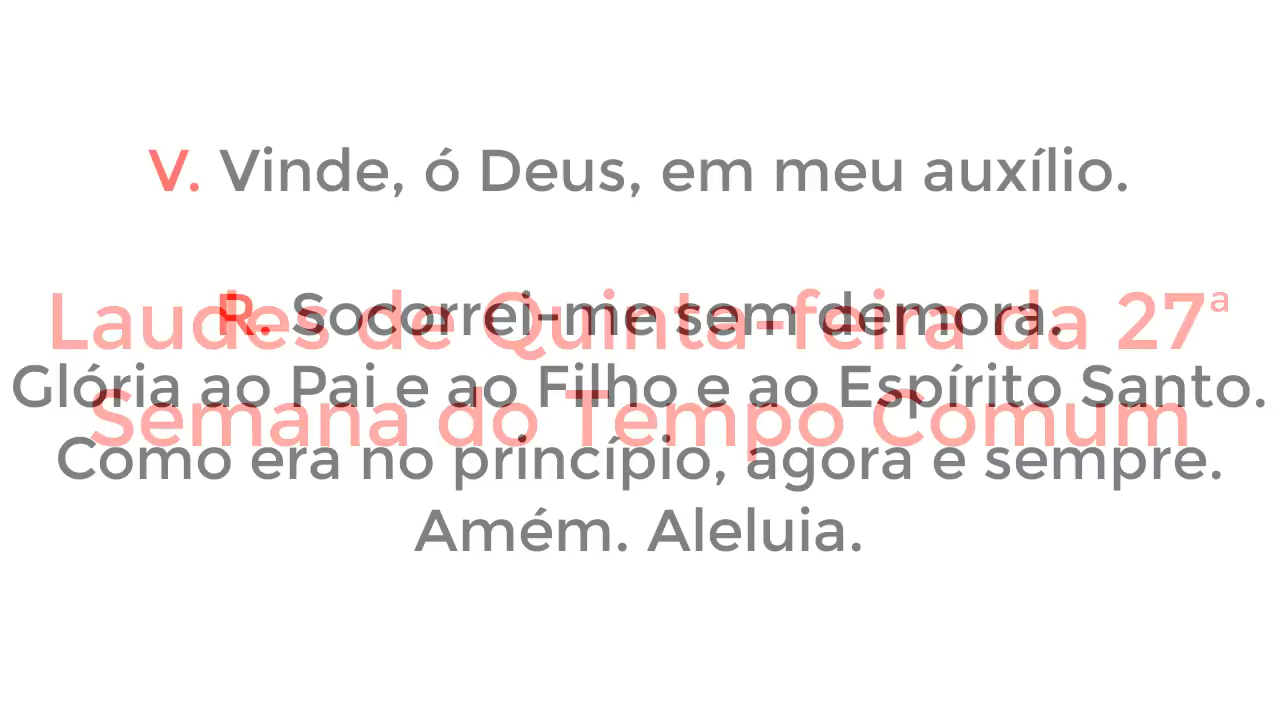 V. Vinde, ó Deus, em meu auxílio.
R. Socorrei-me sem demora.
Glória ao Pai e ao Filho e ao Espírito Santo.
Como era no princípio, agora e sempre.
Amém. Aleluia.
Laudes de Quinta-feira da 27ª
Semana do Tempo Comum